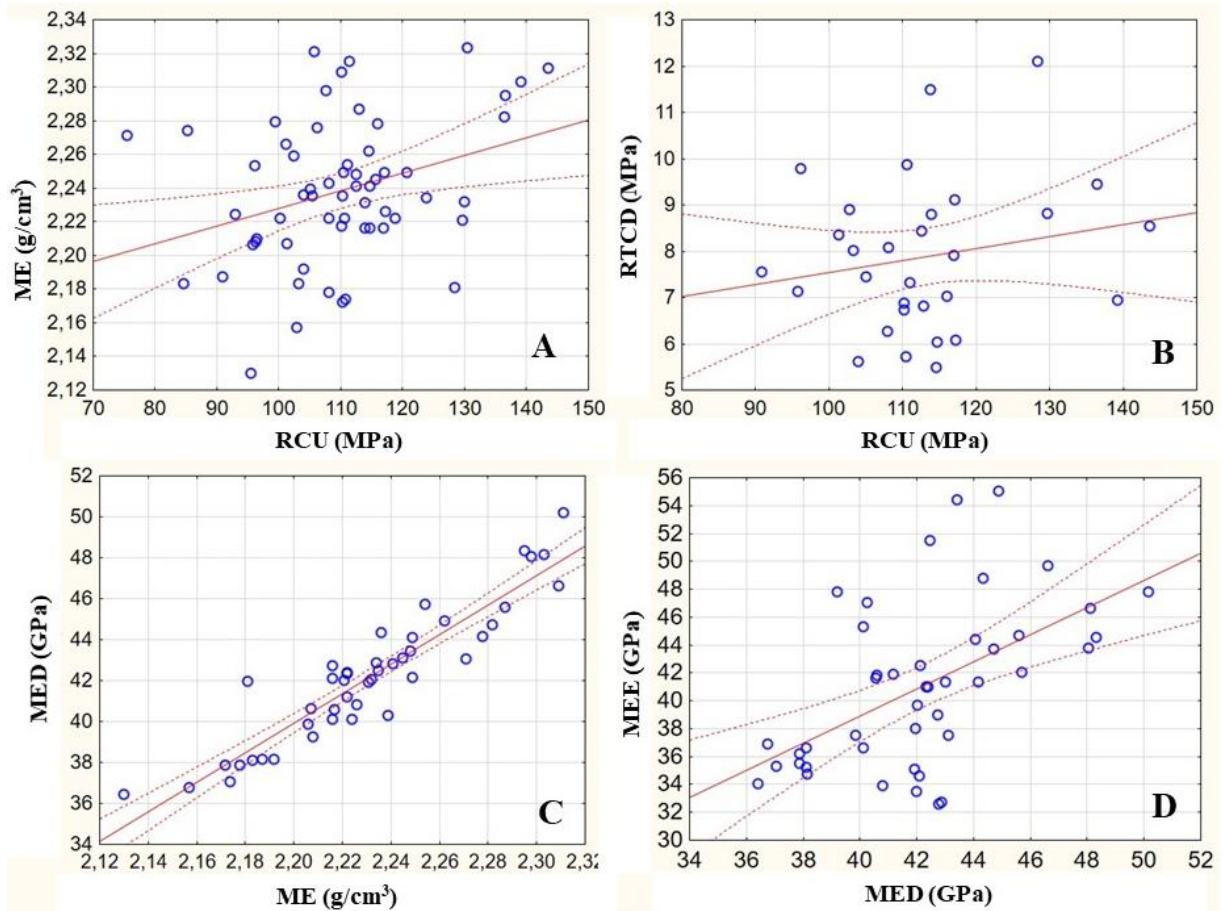 2,34
2,32
2,30
2,28
2,26
2,24
2,22
2,20
2,18
2,16
2,14
2,12
ME (g/cm³)
70 80 90 100 110 120 130 140 150
RCU (MPa)
A
13
12
11
10
9
8
7
6
5
RTCD (MPa)
80 90 100 110 120 130 140 150
RCU (MPa)
B
52
50
48
46
44
42
40
38
36
34
MED (GPa)
2,12 2,14 2,16 2,18 2,20 2,22 2,24 2,26 2,28 2,30 2,32
ME (g/cm³)
C
56
54
52
50
48
46
44
42
40
38
36
34
32
30
MEE (GPa)
34 36 38 40 42 44 46 48 50 52
MED (GPa)
D